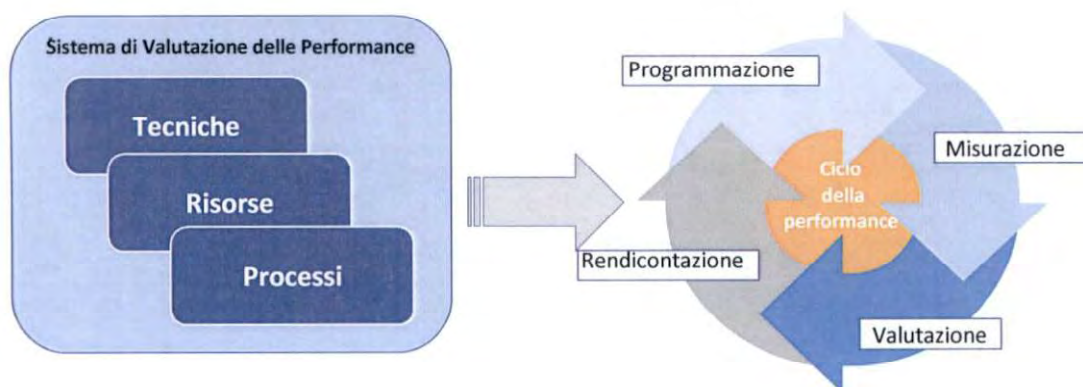 Sistema di Valutazione delle Performance
Tecniche
Risorse
Processi
Programmazione
Misurazione
Ciclo
della
performance
Rendicontazione
Valutazione